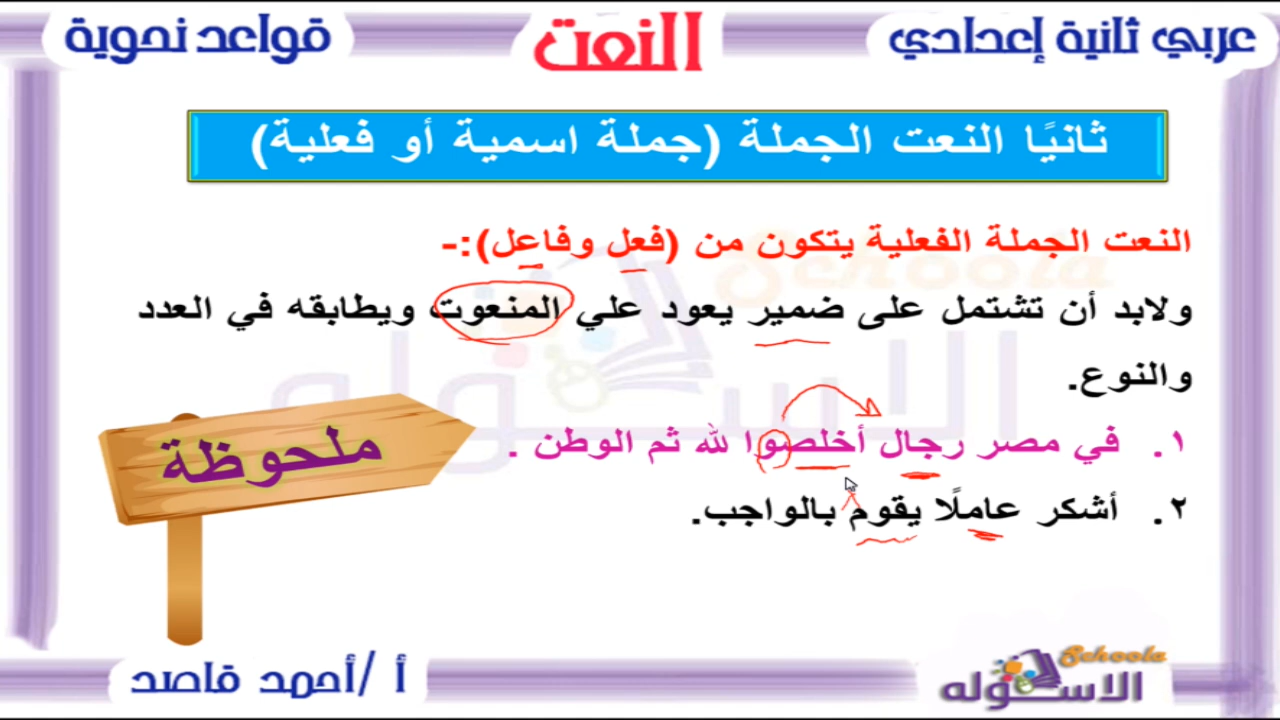 عربي ثانية إعدادي
النعت
قواعد نحوية
ثانيًا النعت الجملة (جملة اسمية أو فعلية)
النعت الجملة الفعلية يتكون من (فعل وفاعل):-
ولابد أن تشتمل على ضمير يعود علي المنعوت ويطابقه في العدد
والنوع.
١. في مصر رجال أخلصوا لله ثم الوطن .
٢. أشكر عاملًا يقوم بالواجب.
ملحوظة
أ /أحمد قاصد
Schoola
الاسكوله